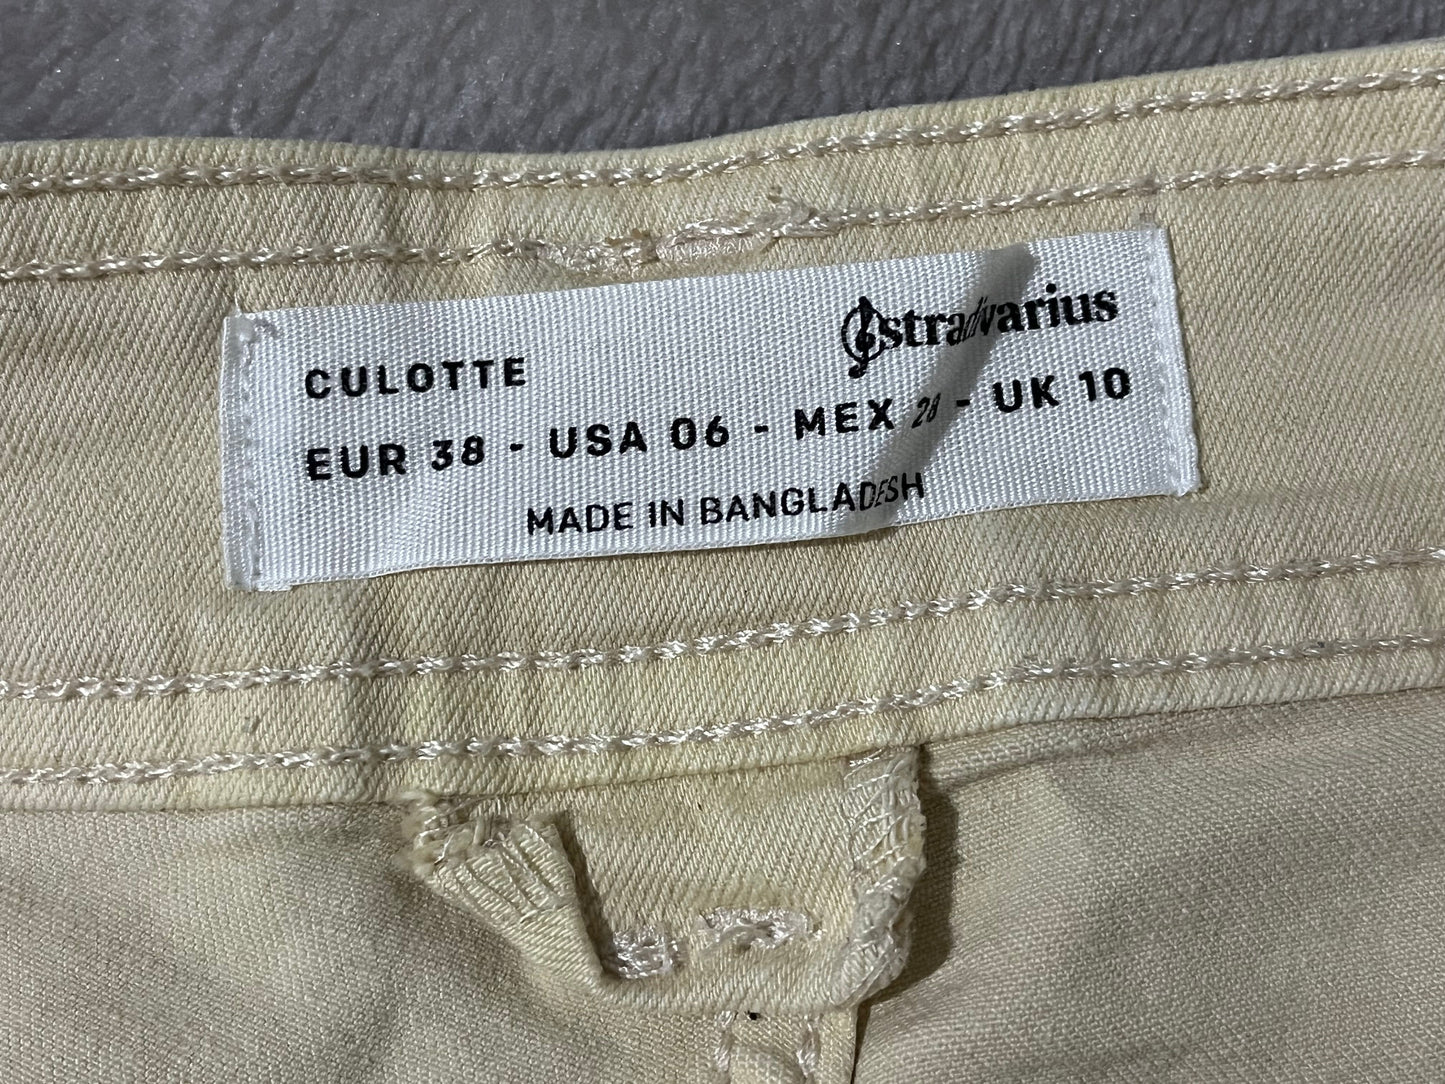 stradivarius
CULOTTE
EUR 38 - USA 06 - MEX 28 - UK 10
MADE IN BANGLADESH